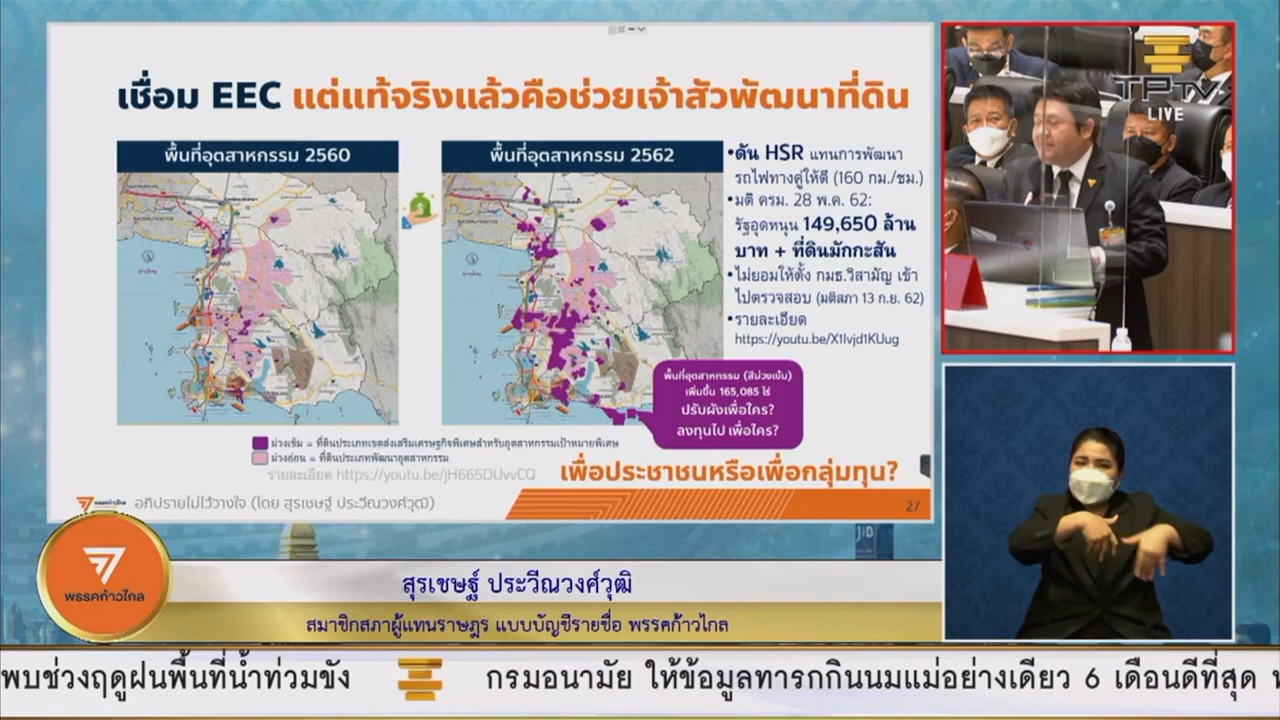 เชื่อม EEC แต่แท้จริงแล้วคือช่วยเจ้าสัวพัฒนาที่ดิน
พื้นที่อุตสาหกรรม 2560
พื้นที่อุตสาหกรรม 2562
•ดัน HSR แทนการพัฒนา
รถไฟทางคู่ให้ดี (160 กม./ชม.)
•มติ ครม. 28 พ.ค. 62:
รัฐอุดหนุน 149,650 ล้าน
บาท + ที่ดินมักกะสัน
•ไม่ยอมให้ตั้ง กมธ.วิสามัญ เข้า
ไปตรวจสอบ (มติสภา 13 ก.ย. 62)
•รายละเอียด
https://youtu.be/X1lvjd1KUug
พื้นที่อุตสาหกรรม (สีม่วงเข้ม)
เพิ่มขึ้น 165,085 ไร่
ปรับผังเพื่อใคร?
ลงทุนไป เพื่อใคร?
ม่วงเข้ม = ที่ดินประเภทเขตส่งเสริมเศรษฐกิจพิเศษสำหรับอุตสาหกรรมเป้าหมายพิเศษ
ม่วงอ่อน = ที่ดินประเภทพัฒนาอุตสาหกรรม
รายละเอียด https://youtu.be/jH665DUvvCQ
เพื่อประชาชนหรือเพื่อกลุ่มทุน?
พรรคก้าวไกล
อภิปรายไม่ไว้วางใจ (โดย สุรเชษฐ์ ประวีณวงศ์วุฒิ)
27
TPTV
LIVE
พรรคก้าวไกล
สุรเชษฐ์ ประวีณวงศ์วุฒิ
สมาชิกสภาผู้แทนราษฎร แบบบัญชีรายชื่อ พรรคก้าวไกล
พบช่วงฤดูฝนพื้นที่น้ำท่วมขัง
กรมอนามัย ให้ข้อมูลทารกกินนมแม่อย่างเดียว 6 เดือนดีที่สุด